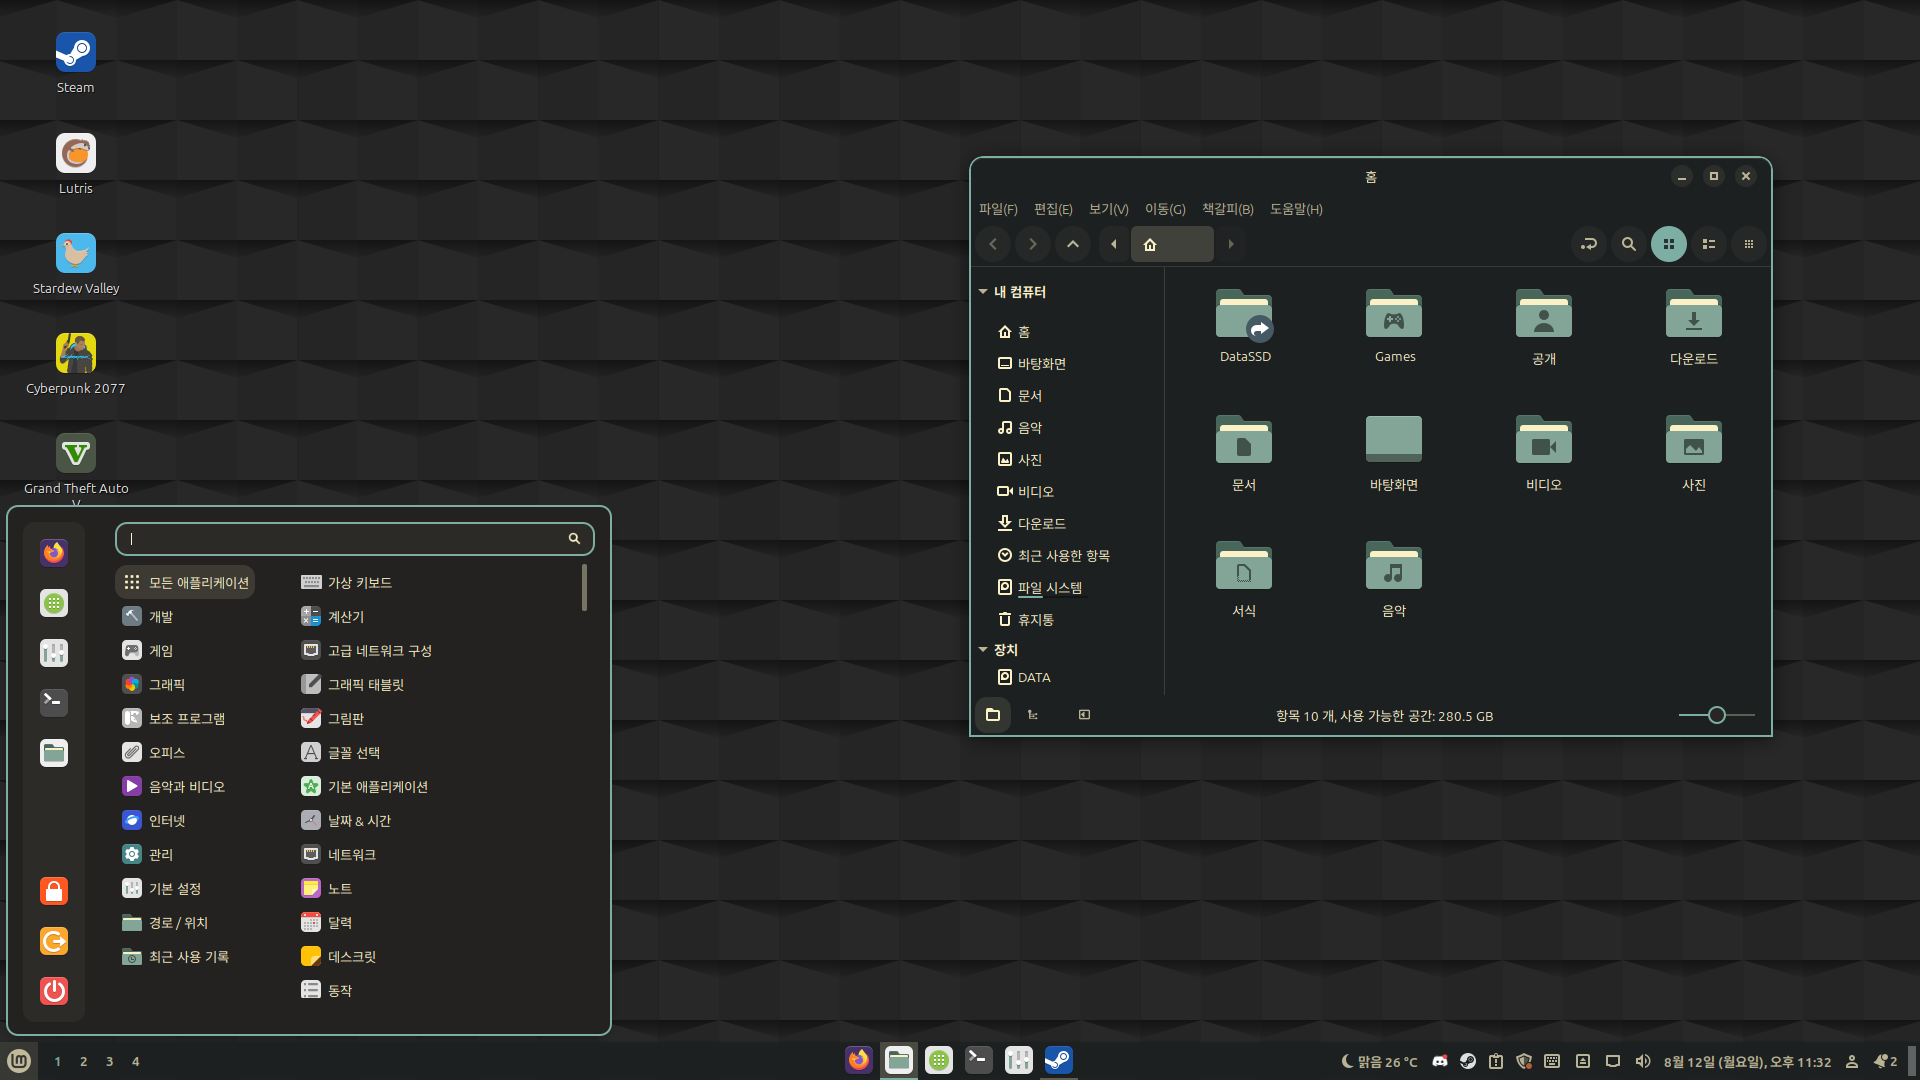 Steam
Lutris
Stardew Valley
Cyberpunk 2077
Grand Theft Auto
V
모든 애플리케이션
개발
게임
그래픽
보조 프로그램
오피스
음악과 비디오
인터넷
관리
기본 설정
경로 / 위치
최근 사용 기록
가상 키보드
계산기
고급 네트워크 구성
그래픽 태블릿
그림판
글꼴 선택
기본 애플리케이션
날짜 & 시간
네트워크
노트
달력
데스크릿
동작
홈
파일(F) 편집(E) 보기(V) 이동(G) 책갈피(B) 도움말(H)
내 컴퓨터
홈
바탕화면
문서
음악
사진
비디오
다운로드
최근 사용한 항목
파일 시스템
휴지통
장치
DATA
DataSSD
Games
공개
다운로드
문서
바탕화면
비디오
사진
서식
음악
항목 10 개, 사용 가능한 공간: 280.5 GB
1 2 3 4
맑음 26 °C
8월 12일 (월요일), 오후 11:32
2